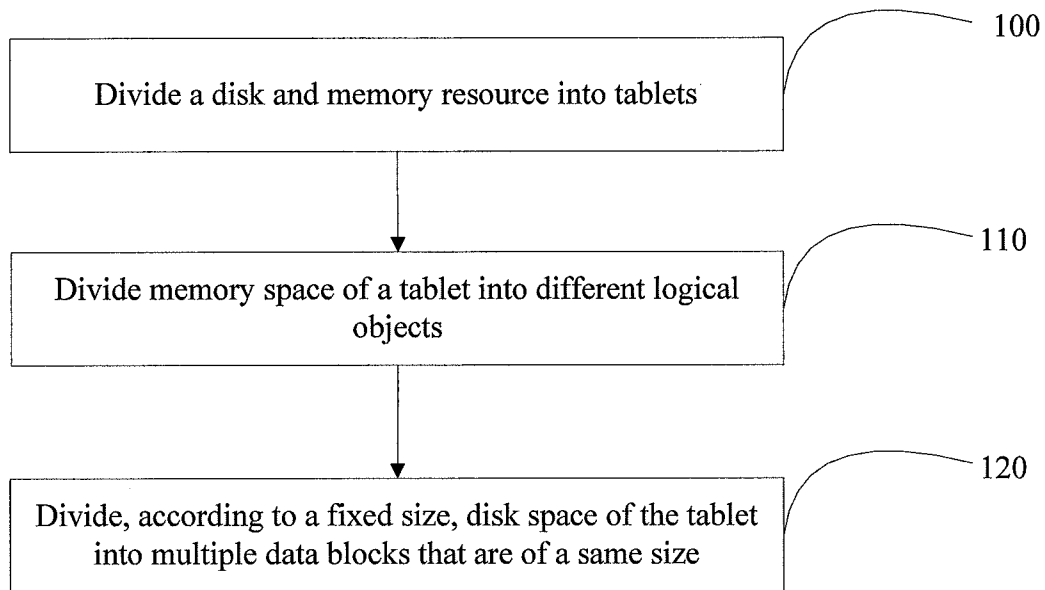 100
Divide a disk and memory resource into tablets
110
Divide memory space of a tablet into different logical
objects
120
Divide, according to a fixed size, disk space of the tablet
into multiple data blocks that are of a same size